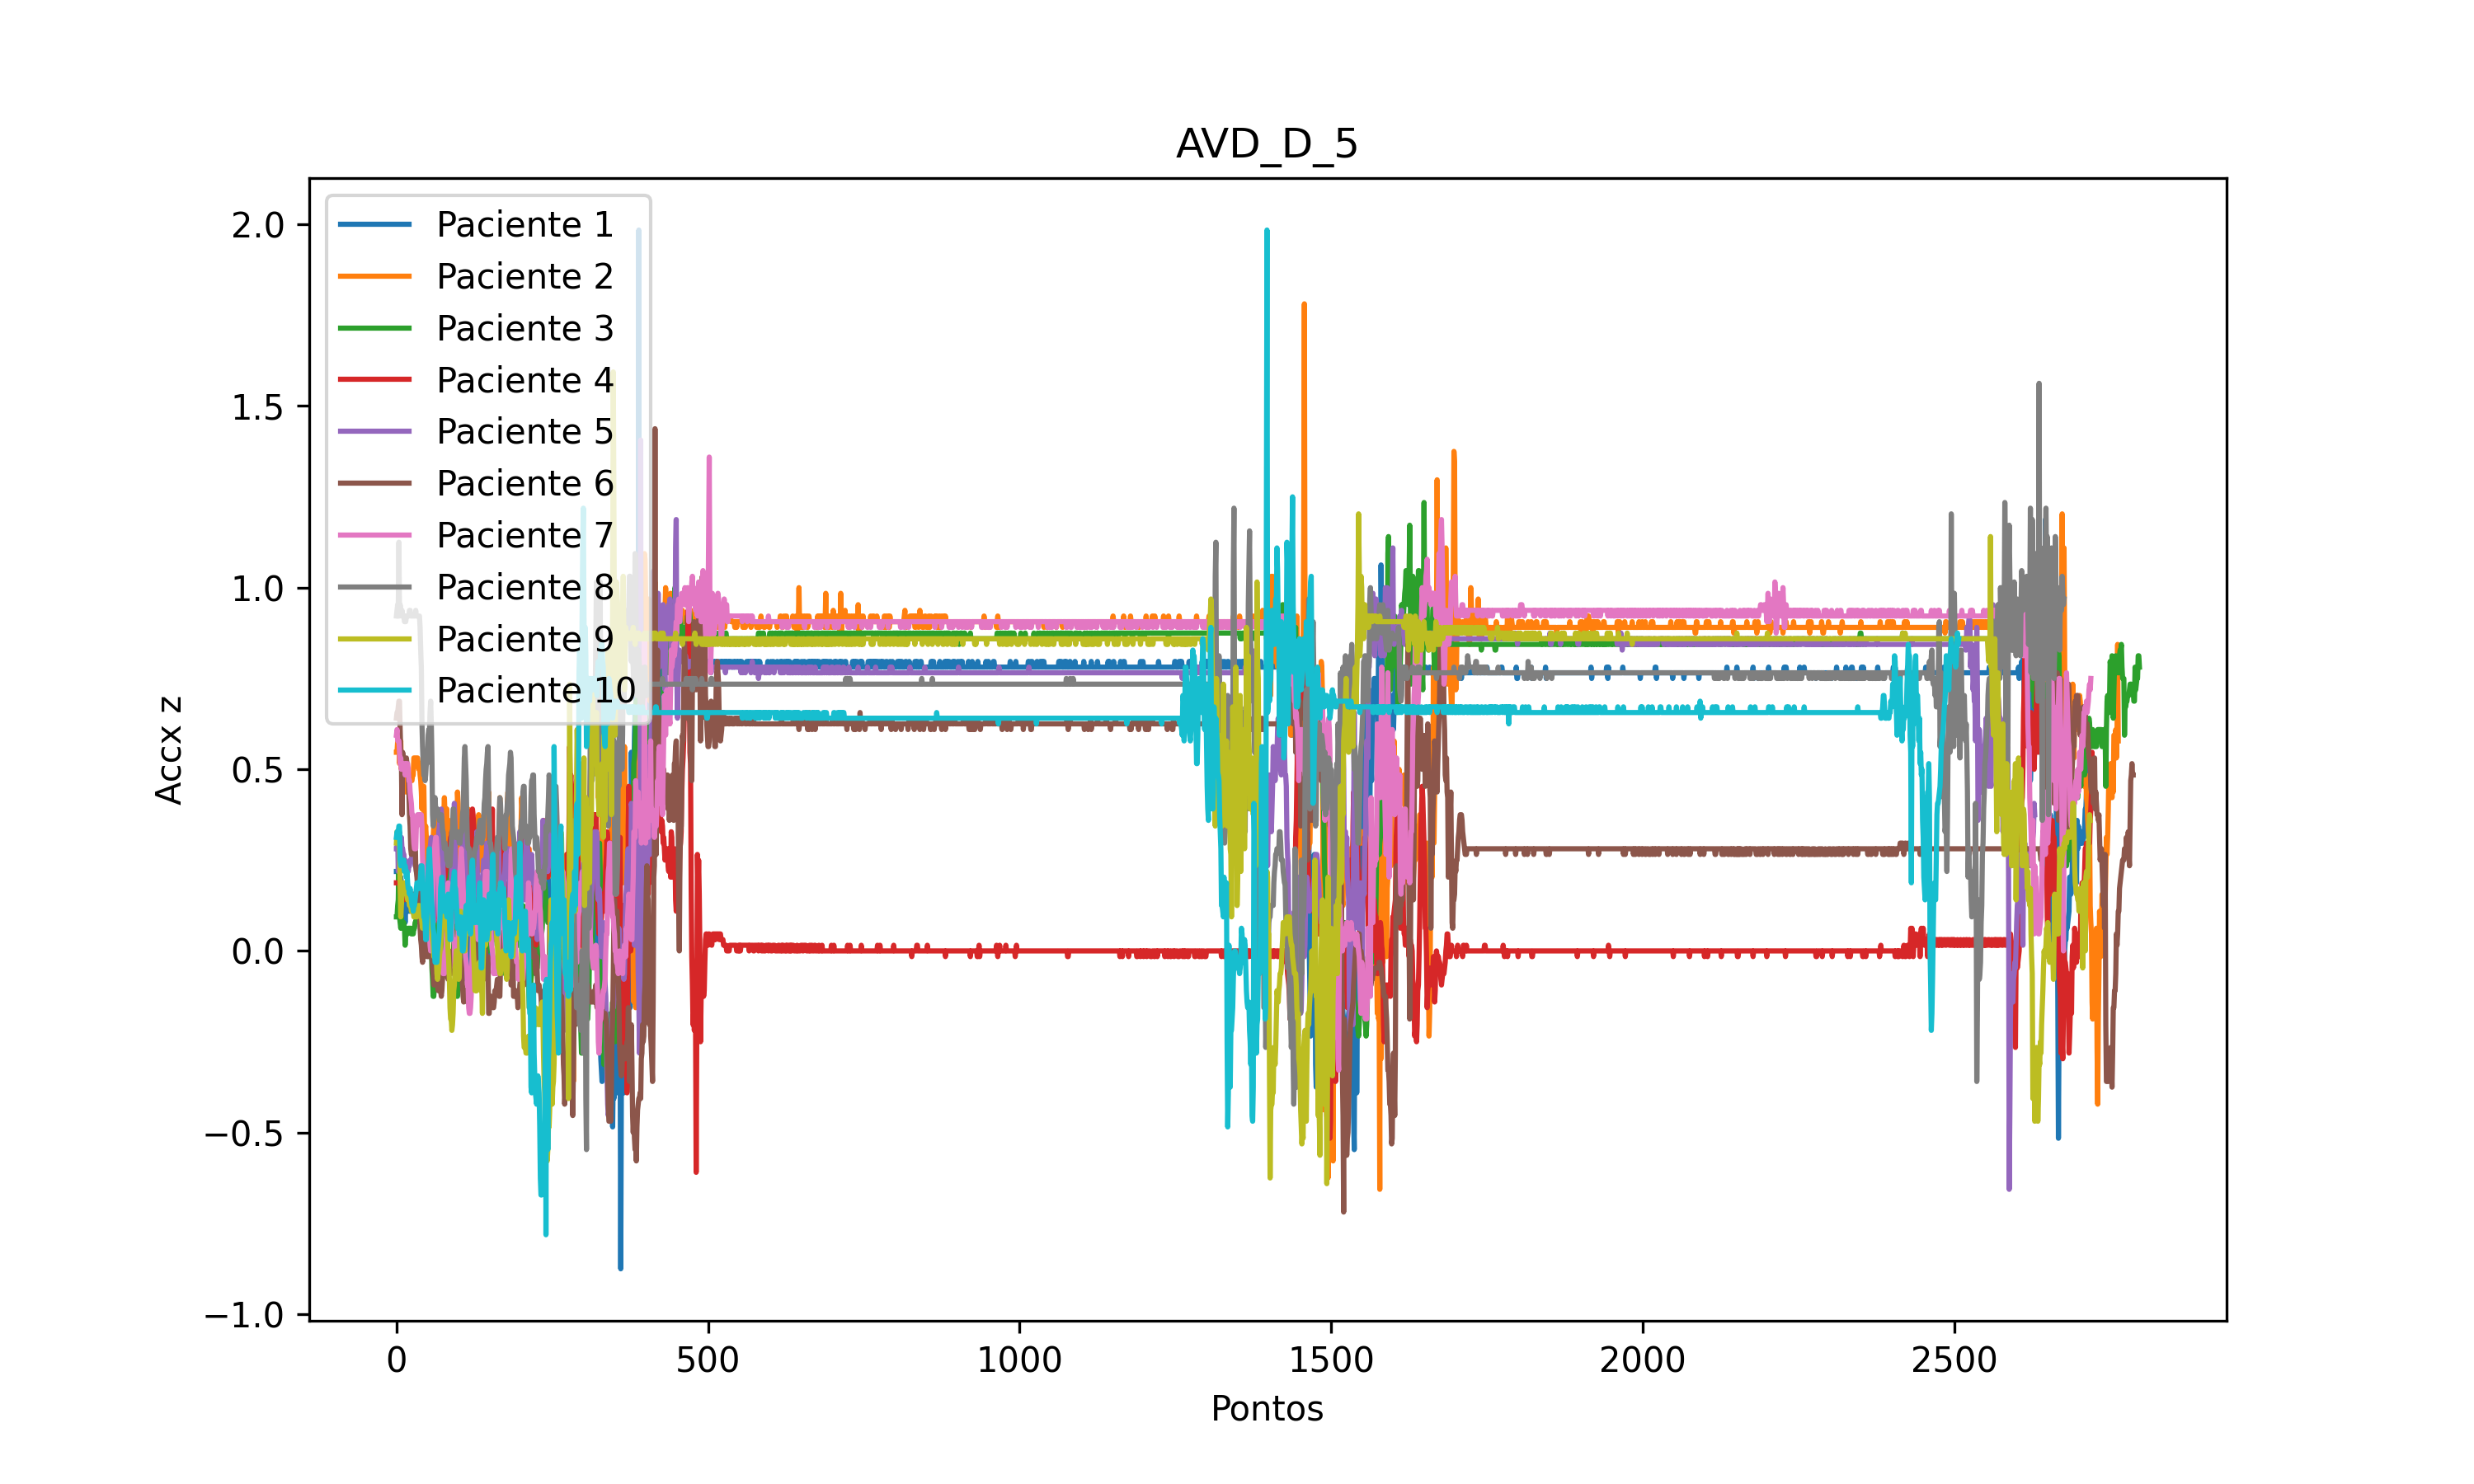 AVD_D_5
Paciente 1
Paciente 2
Paciente 3
Paciente 4
Paciente 5
Paciente 6
Paciente 7
Paciente 8
Paciente 9
Paciente 10
Accx z
2.0
1.5
1.0
0.5
0.0
−0.5
−1.0
0 500 1000 1500 2000 2500
Pontos